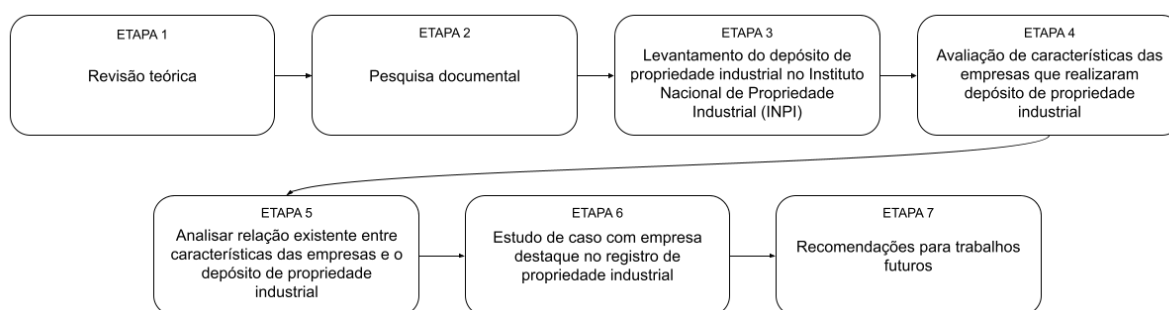 ETAPA 1
Revisão teórica
ETAPA 2
Pesquisa documental
ETAPA 3
Levantamento do depósito de
propriedade industrial no Instituto
Nacional de Propriedade
Industrial (INPI)
ETAPA 4
Avaliação de características das
empresas que realizaram
depósito de propriedade
industrial
ETAPA 5
Analisar relação existente entre
características das empresas e o
depósito de propriedade
industrial
ETAPA 6
Estudo de caso com empresa
destaque no registro de
propriedade industrial
ETAPA 7
Recomendações para trabalhos
futuros